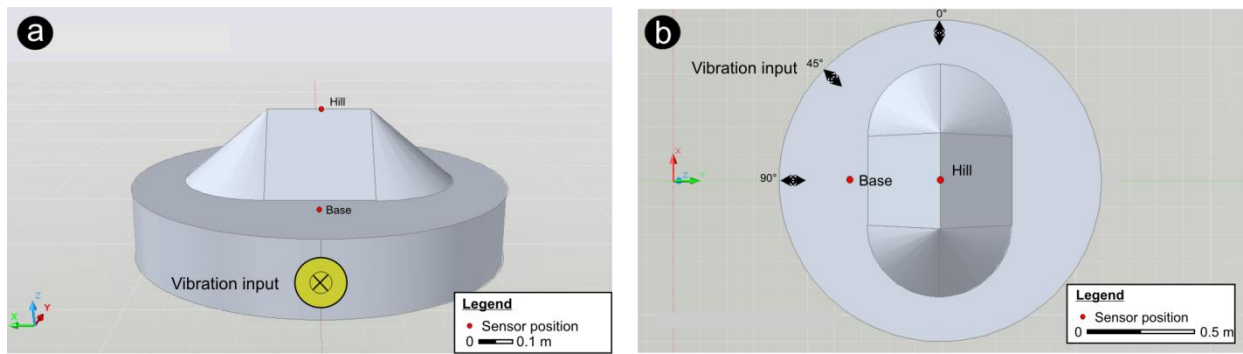 a
Hill
Base
Vibration input
Z
Y
X
Legend
Sensor position
0 0.1 m
b
0°
45°
Vibration input
90°
Base
Hill
X
Z
Y
Legend
Sensor position
0 0.5 m